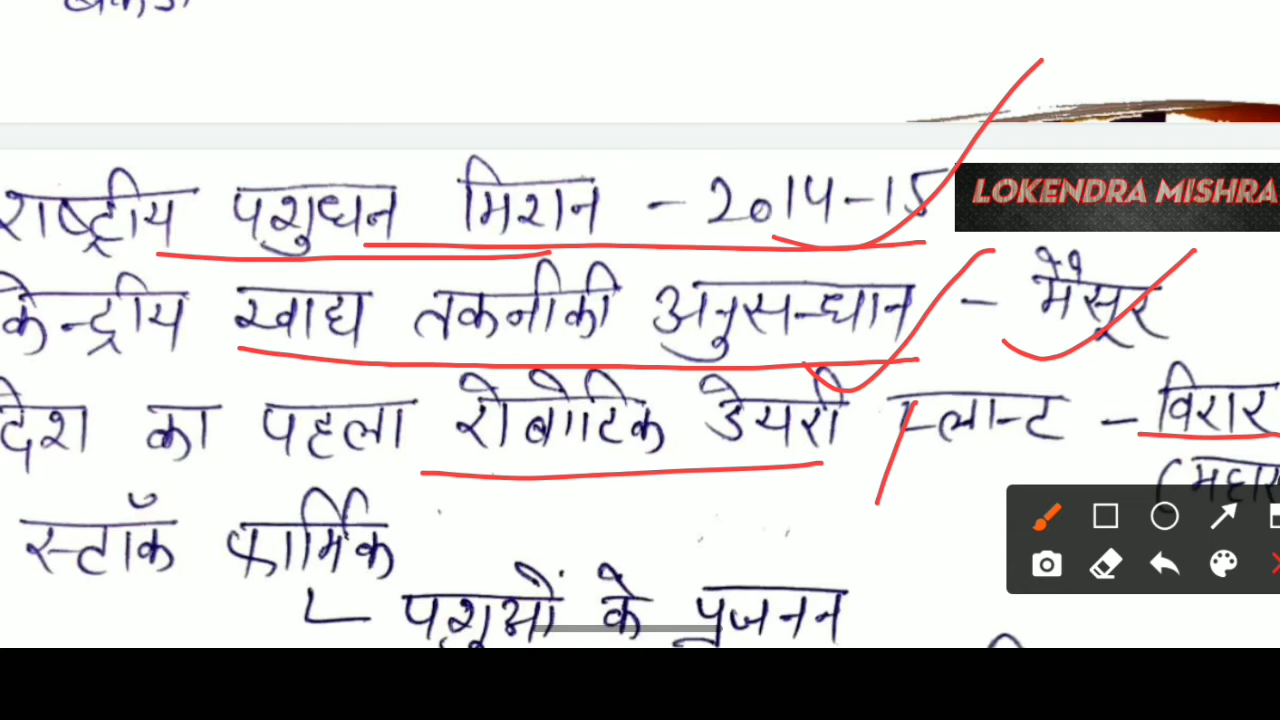 राष्ट्रीय पशुधन मिशन - 2014-15
LOKENDRA MISHRA
केन्द्रीय खाद्य तकनीकी अनुसन्धान - मैसूर
देश का पहला रोबोटिक डेयरी प्लान्ट - विरार
स्टॉक फार्मिक
पशुओं के प्रजनन